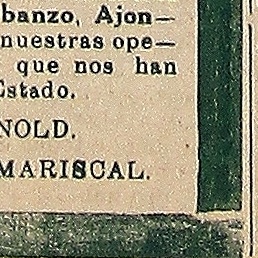 banzo, Ajon—
nuestras ope—
que nos han
Estado.
NOLD.
MARISCAL.